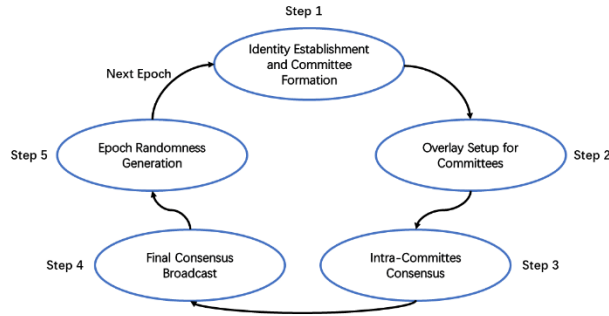 Step 1
Identity Establishment
and Committee
Formation
Next Epoch
Step 5
Epoch Randomness
Generation
Overlay Setup for
Committees
Step 2
Step 4
Final Consensus
Broadcast
Intra-Committes
Consensus
Step 3